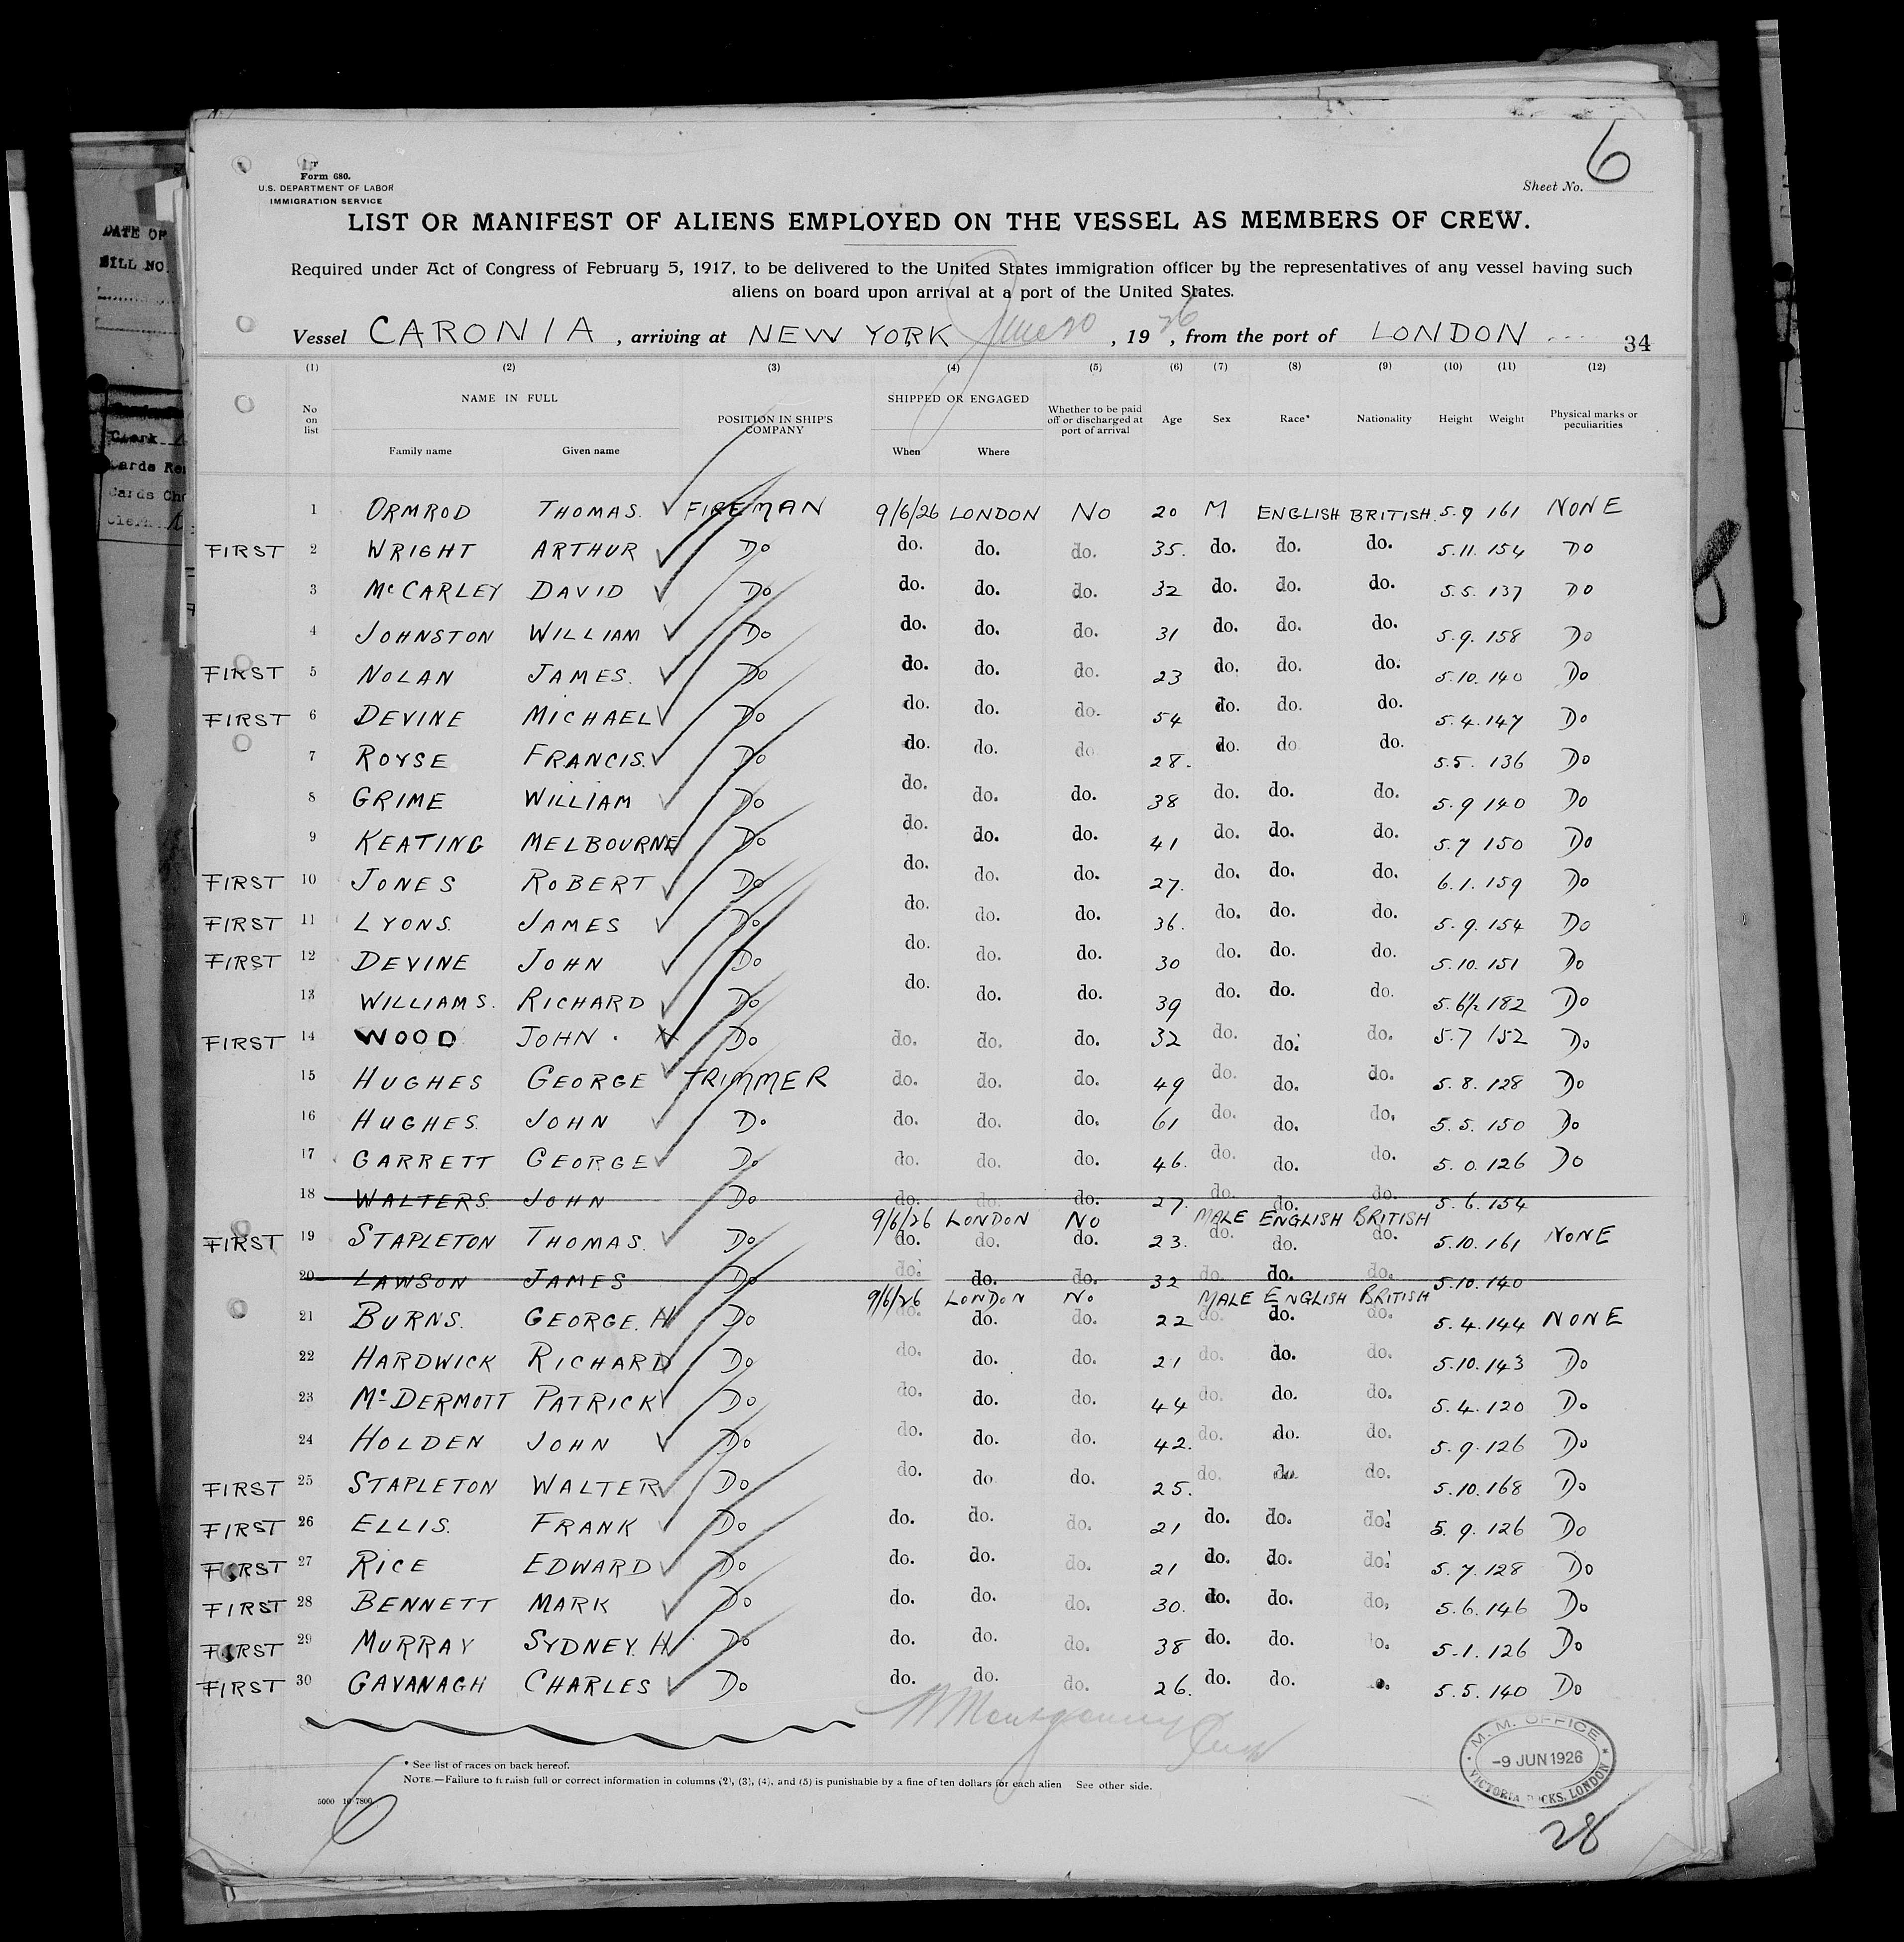 Form 680.
U.S. DEPARTMENT OF LABOR
IMMIGRATION SERVICE
6
Sheet No.
LIST OR MANIFEST OF ALIENS EMPLOYED ON THE VESSEL AS MEMBERS OF CREW.
Required under Act of Congress of February 5, 1917, to be delivered to the United States immigration officer by the representatives of any vessel having such
aliens on board upon arrival at a port of the United States.
Vessel CARONIA, arriving at NEW YORK June 20, 1926, from the port of LONDON 34
(1) (2) (3) (4) (5) (6) (7) (8) (9) (10) (11) (12)
No on list NAME IN FULL Family name Given name POSITION IN SHIP'S COMPANY SHIPPED OR ENGAGED When Where Whether to be paid off or discharged at port of arrival Age Sex Race* Nationality Height Weight Physical marks or peculiarities
1 ORMROD THOMAS. FIREMAN 9/6/26 LONDON NO 20 M ENGLISH BRITISH. 5.9 161 NONE
FIRST 2 WRIGHT ARTHUR DO do. do. do. 35. do. do. do. 5.11. 154 DO
3 McCARLEY DAVID DO do. do. do. 32 do. do. do. 5.5. 137 DO
4 JOHNSTON WILLIAM DO do. do. do. 31 do. do. do. 5.9. 158 DO
FIRST 5 NOLAN JAMES. DO do. do. do. 23 do. do. do. 5.10. 140 DO
FIRST 6 DEVINE MICHAEL DO do. do. do. 54 do. do. do. 5.4. 147 DO
7 ROYSE FRANCIS. DO do. do. do 28. do. do. do. 5.5. 136 DO
8 GRIME WILLIAM DO do. do. do. 38 do. do. do. 5.9 140 DO
9 KEATING MELBOURNE DO do. do. do. 41 do. do. do. 5.7 150 DO
FIRST 10 JONES ROBERT DO do. do. do. 27. do. do. do. 6.1. 159 DO
FIRST 11 LYONS. JAMES DO do. do. do. 36. do. do. do. 5.9. 154 DO
FIRST 12 DEVINE JOHN DO do. do. do. 30 do. do. do. 5.10. 151 DO
13 WILLIAMS. RICHARD DO do. do. do. 39 do. do. do. 5.6½ 182 DO
FIRST 14 WOOD JOHN. DO do. do. do. 32 do. do. do. 5.7 152 DO
15 HUGHES GEORGE TRIMMER do. do. do. 49 do. do. do. 5.8. 128 DO
16 HUGHES. JOHN DO do. do. do. 61 do. do. do. 5.5. 150 DO
17 GARRETT GEORGE DO do. do. do. 46. do. do. do. 5.0. 126 DO
18 WALTERS. JOHN DO do. do. do. 27. do. do. do. 5.6. 154
9/6/26 LONDON NO MALE ENGLISH BRITISH
FIRST 19 STAPLETON THOMAS. DO do. do. do. 23. do. do. do. 5.10. 161 NONE
20 LAWSON JAMES DO do. do. do. 32 do. do. do. 5.10. 140
9/6/26 LONDON NO MALE ENGLISH BRITISH
21 BURNS. GEORGE. H DO do. do. do. 22 do. do. do. 5.4. 144 NONE
22 HARDWICK RICHARD DO do. do. do. 21 do. do. do. 5.10. 143 DO
23 McDERMOTT PATRICK DO do. do. do. 44 do. do. do. 5.4. 120 DO
24 HOLDEN JOHN DO do. do. do. 42. do. do. do. 5.9. 126 DO
FIRST 25 STAPLETON WALTER DO do. do do. 25. do. do. do. 5.10. 168 DO
FIRST 26 ELLIS. FRANK DO do. do. do. 21 do. do. do. 5.9. 126 DO
FIRST 27 RICE EDWARD DO do. do. do. 21 do. do. do. 5.7. 128 DO
FIRST 28 BENNETT MARK DO do. do. do. 30. do. do. do. 5.6. 146 DO
FIRST 29 MURRAY SYDNEY. H DO do. do. do. 38 do. do. do. 5.1. 126 DO
FIRST 30 GAVANAGH CHARLES DO do. do. do. 26. do. do. 5.5. 140 DO
* See list of races on back hereof.
NOTE.—Failure to furnish full or correct information in columns (2), (3), (4), and (5) is punishable by a fine of ten dollars for each alien See other side.
6
M. M. OFFICE
-9 JUN 1926
VICTORIA DOCKS, LONDON
28
DATE OF
BILL NO.
Clerk
Cards Cho
Clerk